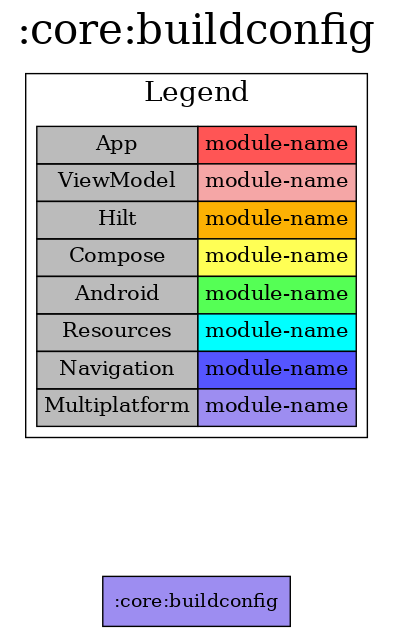 :core:buildconfig
Legend
App module-name
ViewModel module-name
Hilt module-name
Compose module-name
Android module-name
Resources module-name
Navigation module-name
Multiplatform module-name
:core:buildconfig